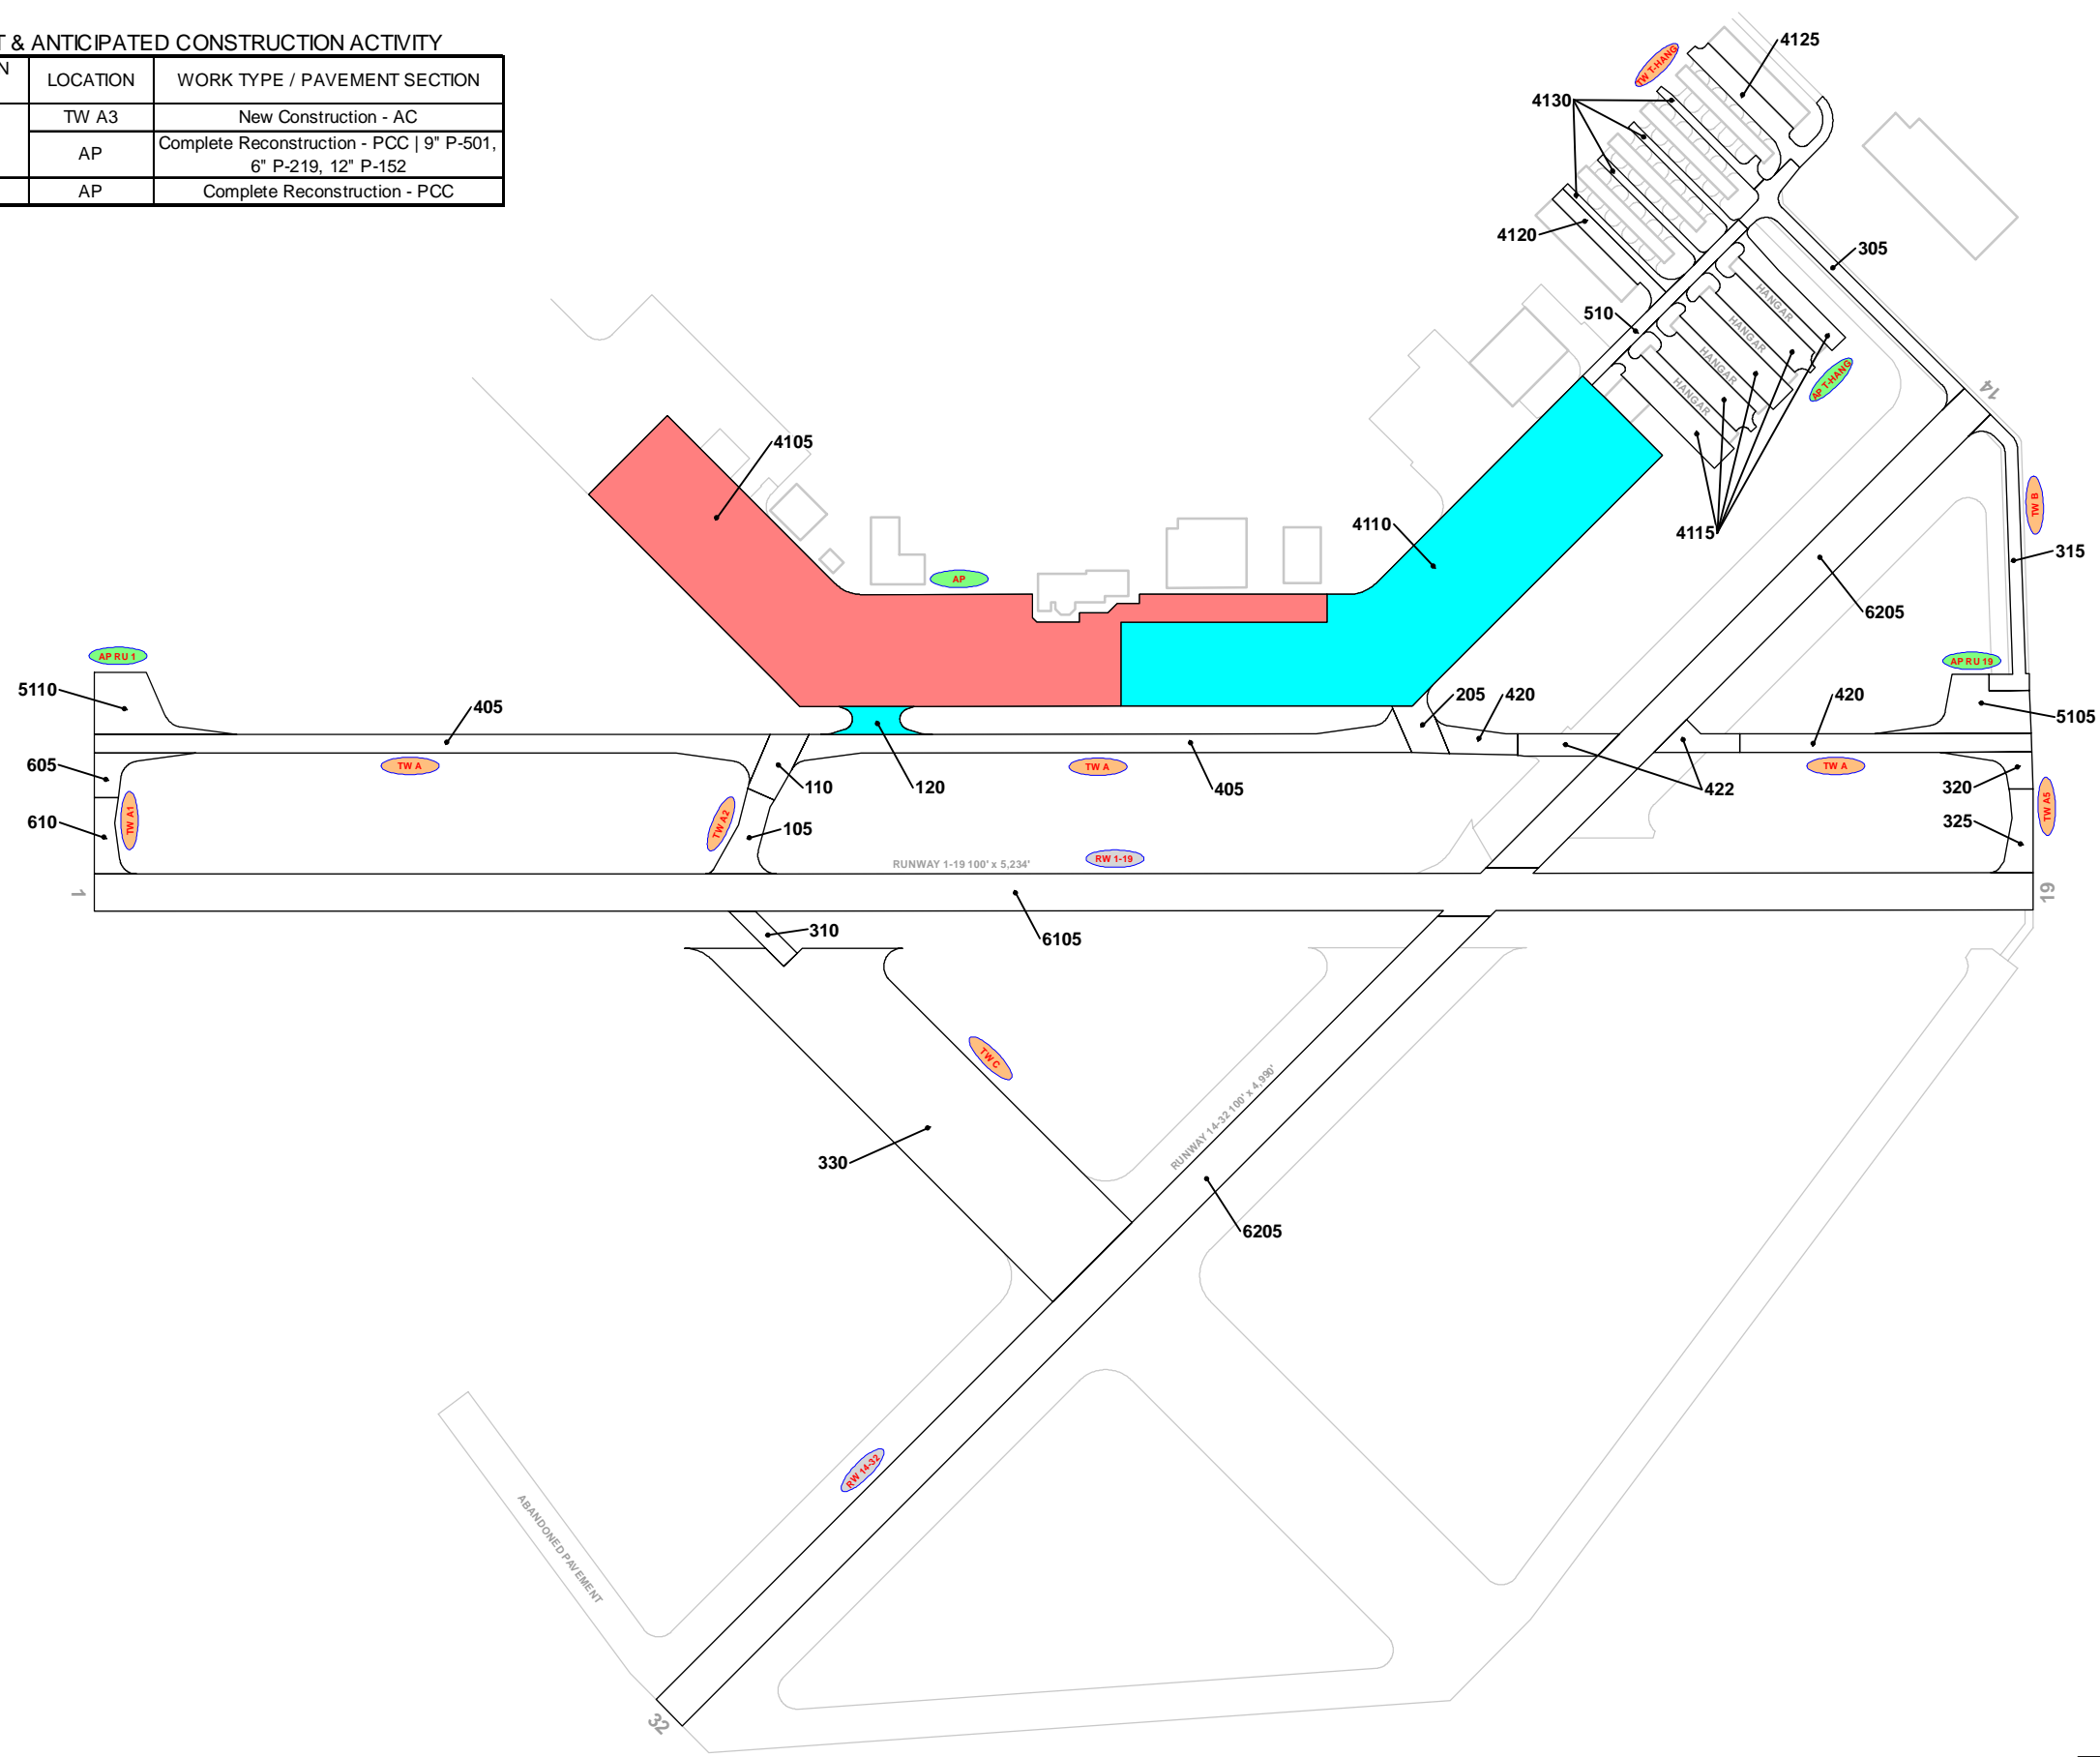 T & ANTICIPATED CONSTRUCTION ACTIVITY
N LOCATION WORK TYPE / PAVEMENT SECTION
TW A3 New Construction - AC
AP Complete Reconstruction - PCC | 9" P-501,
6" P-219, 12" P-152
AP Complete Reconstruction - PCC
4125
TW T-HANG
4130
4120
305
510
HANGAR
HANGAR
HANGAR
HANGAR
AP T-HANG
14
4105
4110
4115
TW B
315
AP
6205
AP RU 1
AP RU 19
5110
405
205
420
420
5105
605
TW A
110
120
TW A
405
422
TW A
320
610
TW A1
TW A2
105
325
TW A5
RUNWAY 1-19 100' x 5,234'
RW 1-19
1
19
310
6105
TW C
330
RUNWAY 14-32 100' x 4,990'
6205
RW 14-32
ABANDONED PAVEMENT
32